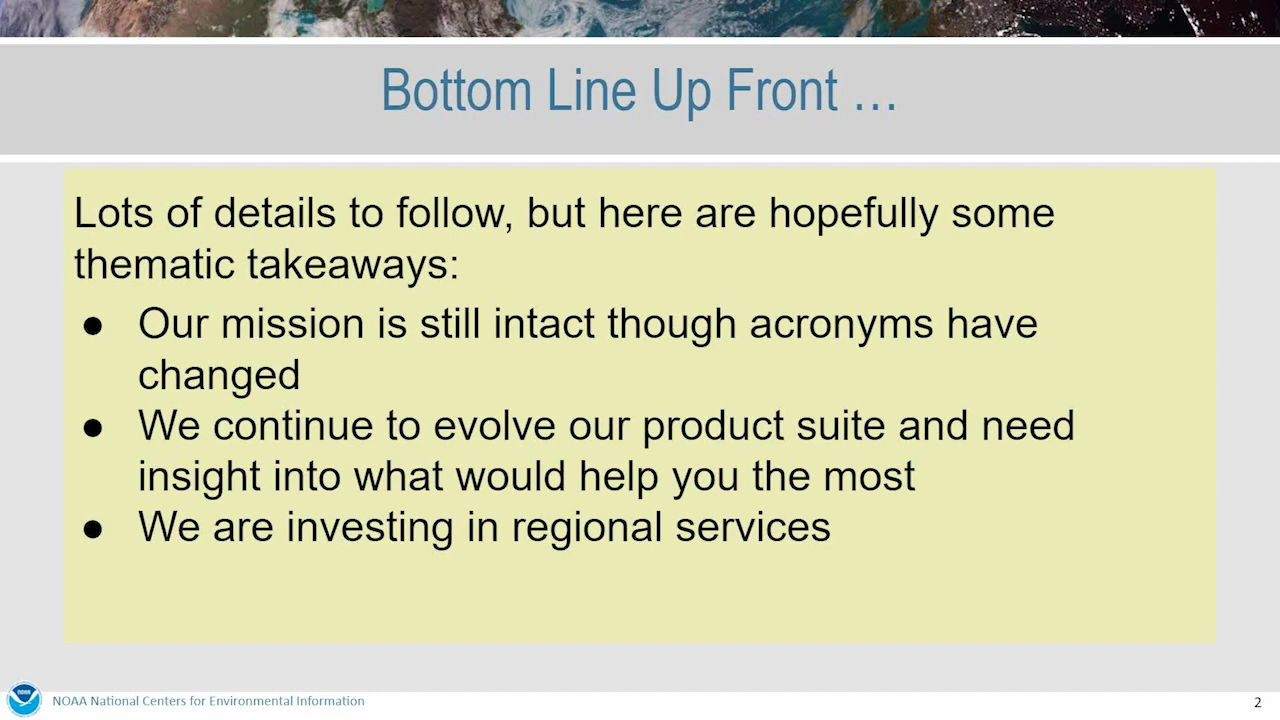 Bottom Line Up Front …
Lots of details to follow, but here are hopefully some
thematic takeaways:
● Our mission is still intact though acronyms have
changed
● We continue to evolve our product suite and need
insight into what would help you the most
● We are investing in regional services
NOAA
NOAA National Centers for Environmental Information
2